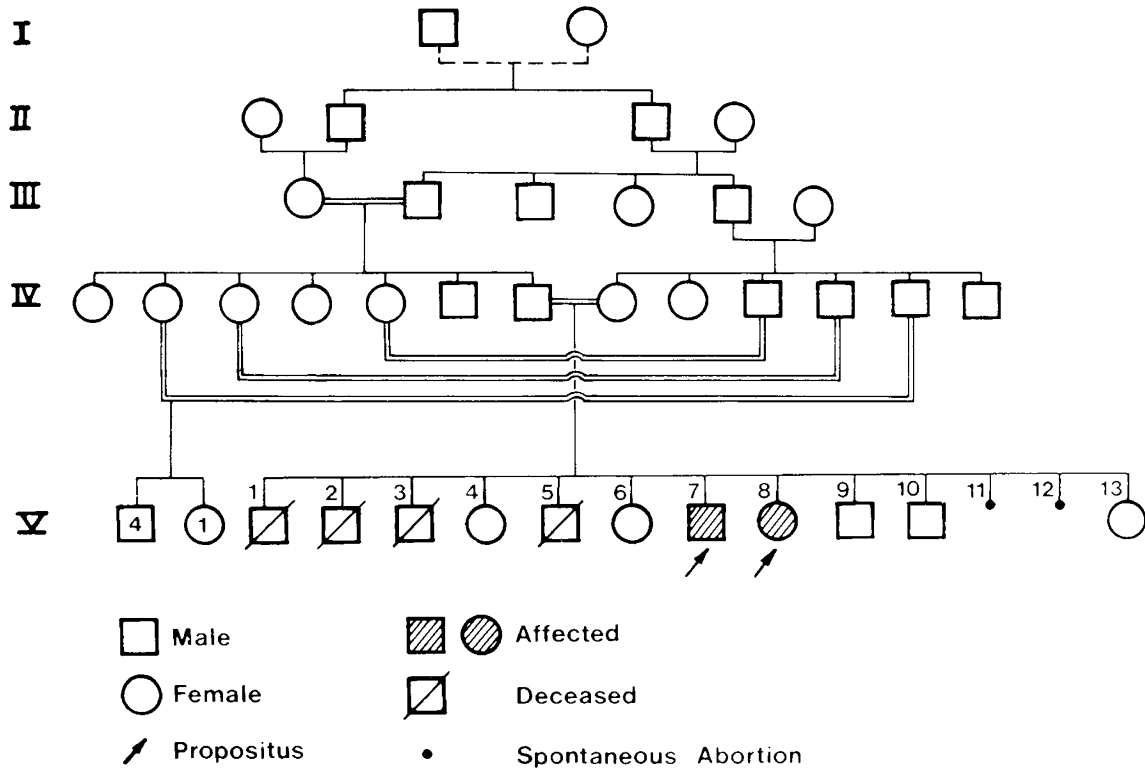 I
II
III
IV
V
1 2 3 4 5 6 7 8 9 10 11 12 13
4 1
Male
Affected
Female
Deceased
Propositus
Spontaneous Abortion